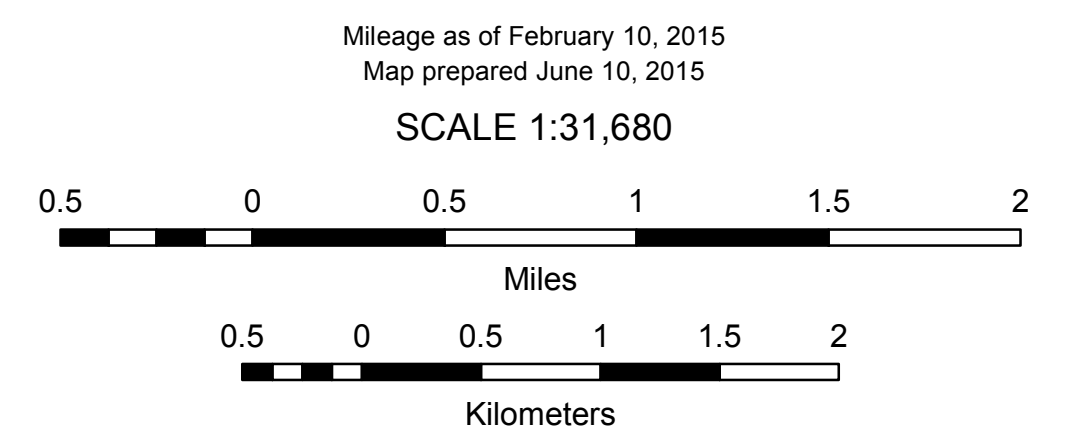 Mileage as of February 10, 2015
Map prepared June 10, 2015
SCALE 1:31,680
0.5 0 0.5 1 1.5 2
Miles
0.5 0 0.5 1 1.5 2
Kilometers